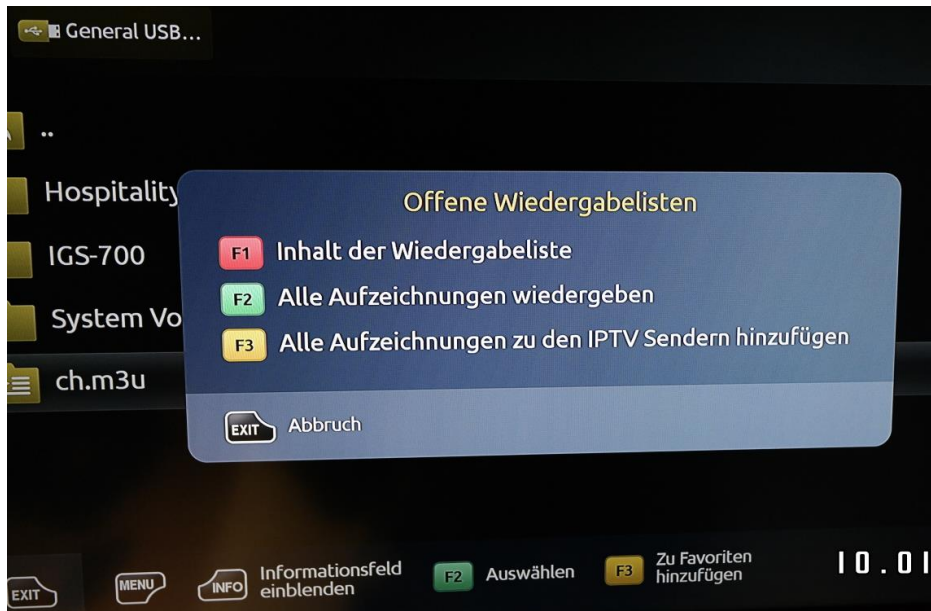 General USB...
..
Hospitality
IGS-700
System Vo
ch.m3u
Offene Wiedergabelisten
F1 Inhalt der Wiedergabeliste
F2 Alle Aufzeichnungen wiedergeben
F3 Alle Aufzeichnungen zu den IPTV Sendern hinzufügen
EXIT Abbruch
EXIT
MENU
INFO Informationsfeld
einblenden
F2 Auswählen
F3 Zu Favoriten
hinzufügen
10.01